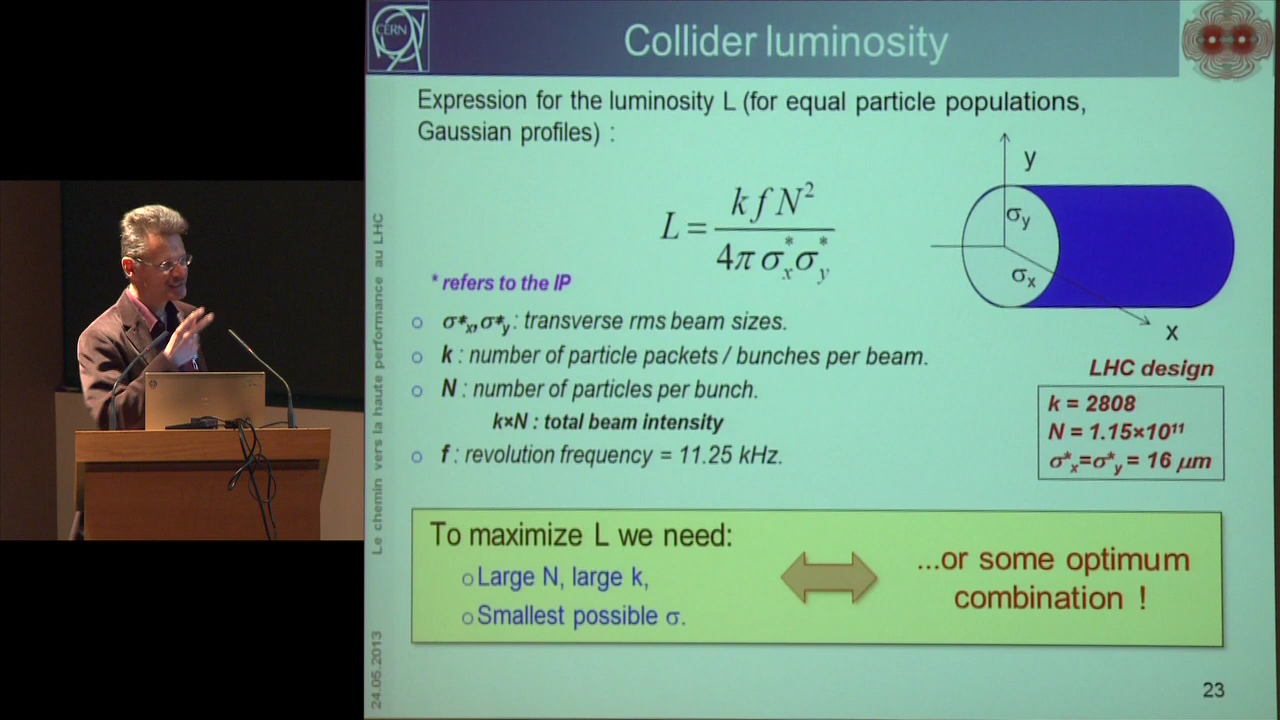 CERN
Collider luminosity
Expression for the luminosity L (for equal particle populations,
Gaussian profiles) :
L = k f N² / 4π σ*x σ*y
* refers to the IP
σ*x,σ*y : transverse rms beam sizes.
k : number of particle packets / bunches per beam.
N : number of particles per bunch.
k×N : total beam intensity
f : revolution frequency = 11.25 kHz.
y
σy
σx
x
LHC design
k = 2808
N = 1.15×10¹¹
σ*x=σ*y = 16 μm
To maximize L we need:
Large N, large k,
Smallest possible σ.
...or some optimum
combination !
Le chemin vers la haute performance au LHC
24.05.2013
23